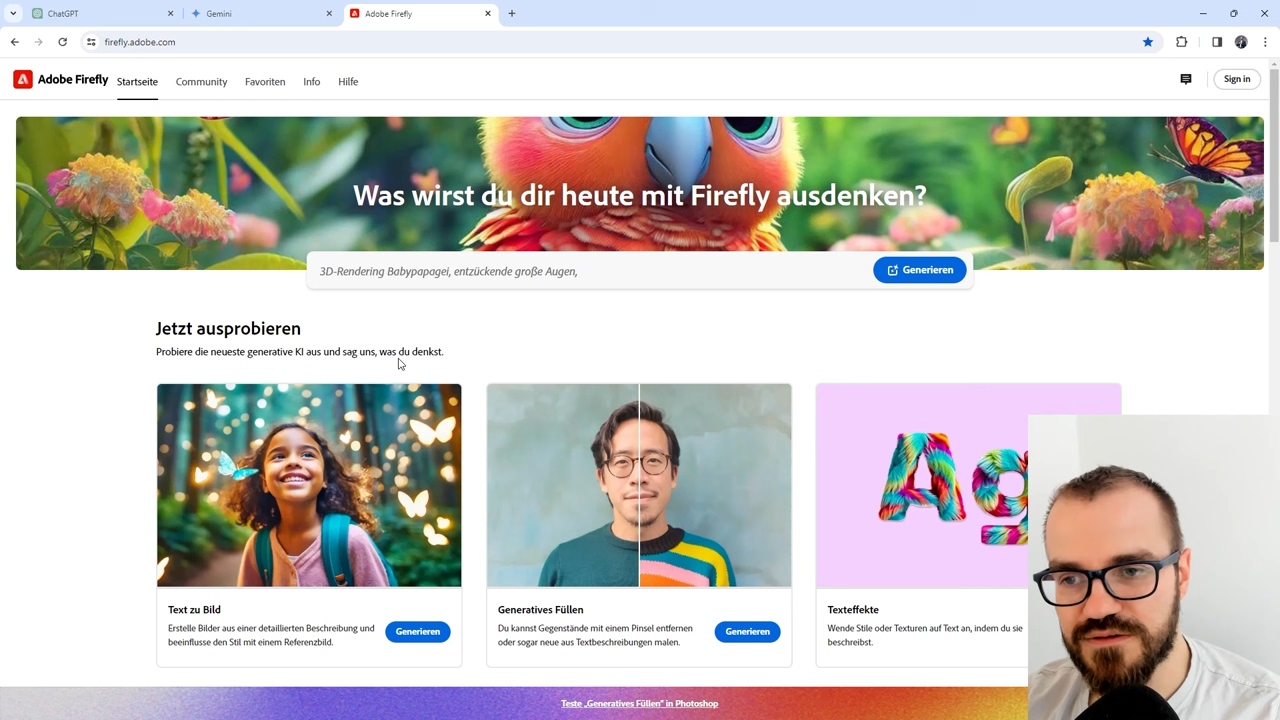 ChatGPT
Gemini
Adobe Firefly
firefly.adobe.com
Adobe Firefly
Startseite
Community
Favoriten
Info
Hilfe
Sign in
Was wirst du dir heute mit Firefly ausdenken?
3D-Rendering Babypapagei, entzückende große Augen,
Generieren
Jetzt ausprobieren
Probiere die neueste generative KI aus und sag uns, was du denkst.
Ag
Text zu Bild
Erstelle Bilder aus einer detaillierten Beschreibung und
beeinflusse den Stil mit einem Referenzbild.
Generieren
Generatives Füllen
Du kannst Gegenstände mit einem Pinsel entfernen
oder sogar neue aus Textbeschreibungen malen.
Generieren
Texteffekte
Wende Stile oder Texturen auf Text an, indem du sie
beschreibst.
Teste „Generatives Füllen" in Photoshop